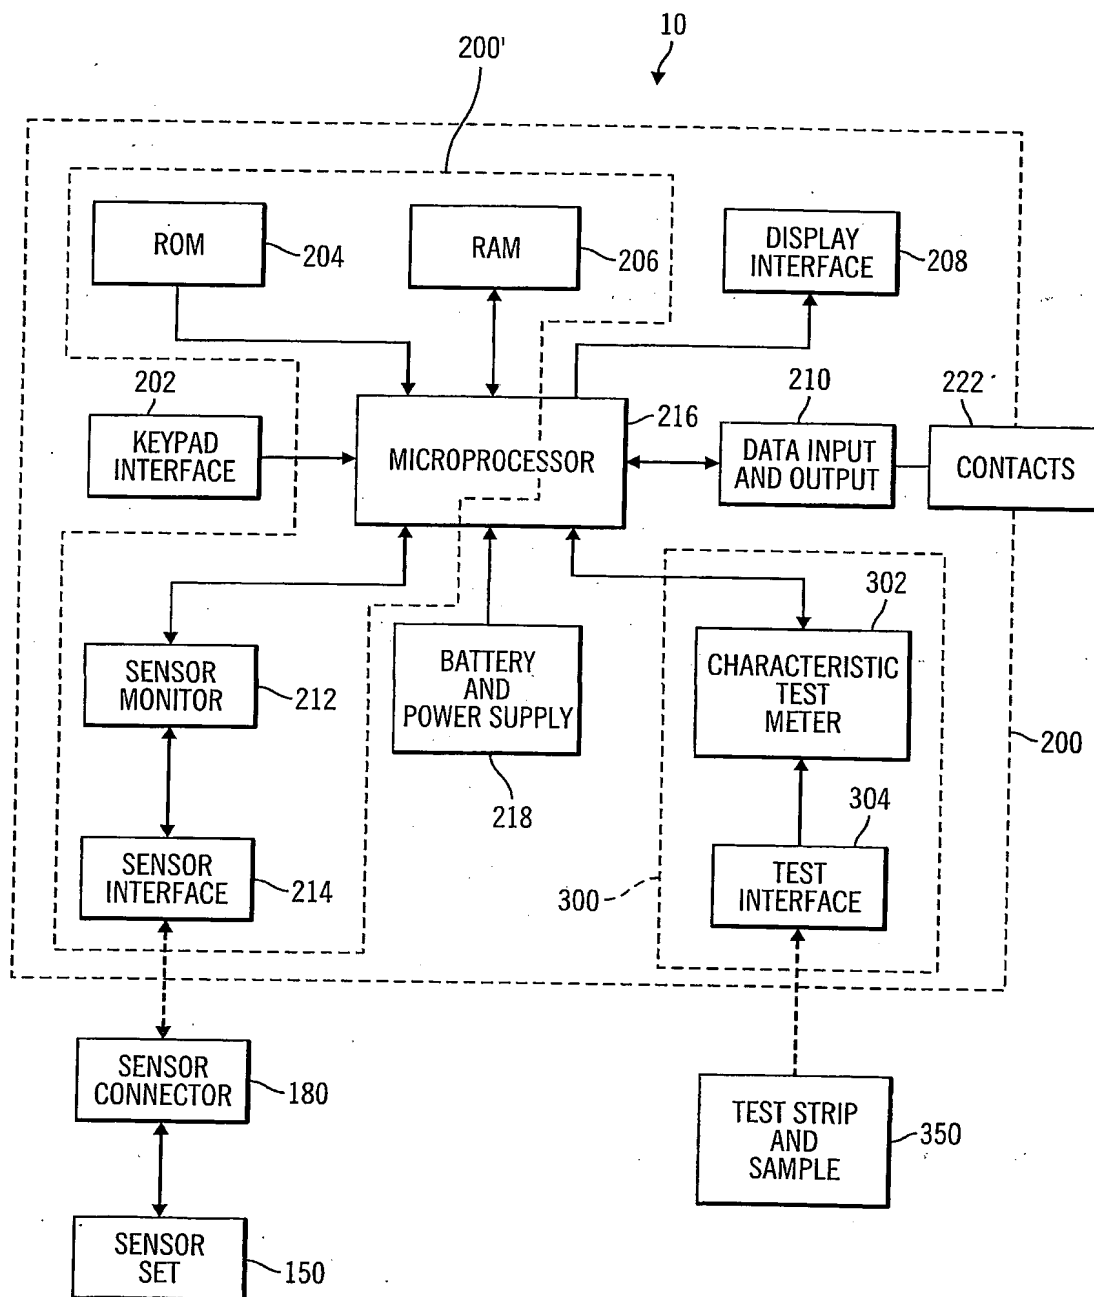 10
200'
ROM
204
RAM
206
DISPLAY
INTERFACE
208
202
KEYPAD
INTERFACE
MICROPROCESSOR
216
210
DATA INPUT
AND OUTPUT
222
CONTACTS
SENSOR
MONITOR
212
BATTERY
AND
POWER SUPPLY
218
302
CHARACTERISTIC
TEST
METER
200
SENSOR
INTERFACE
214
300
304
TEST
INTERFACE
SENSOR
CONNECTOR
180
TEST STRIP
AND
SAMPLE
350
SENSOR
SET
150